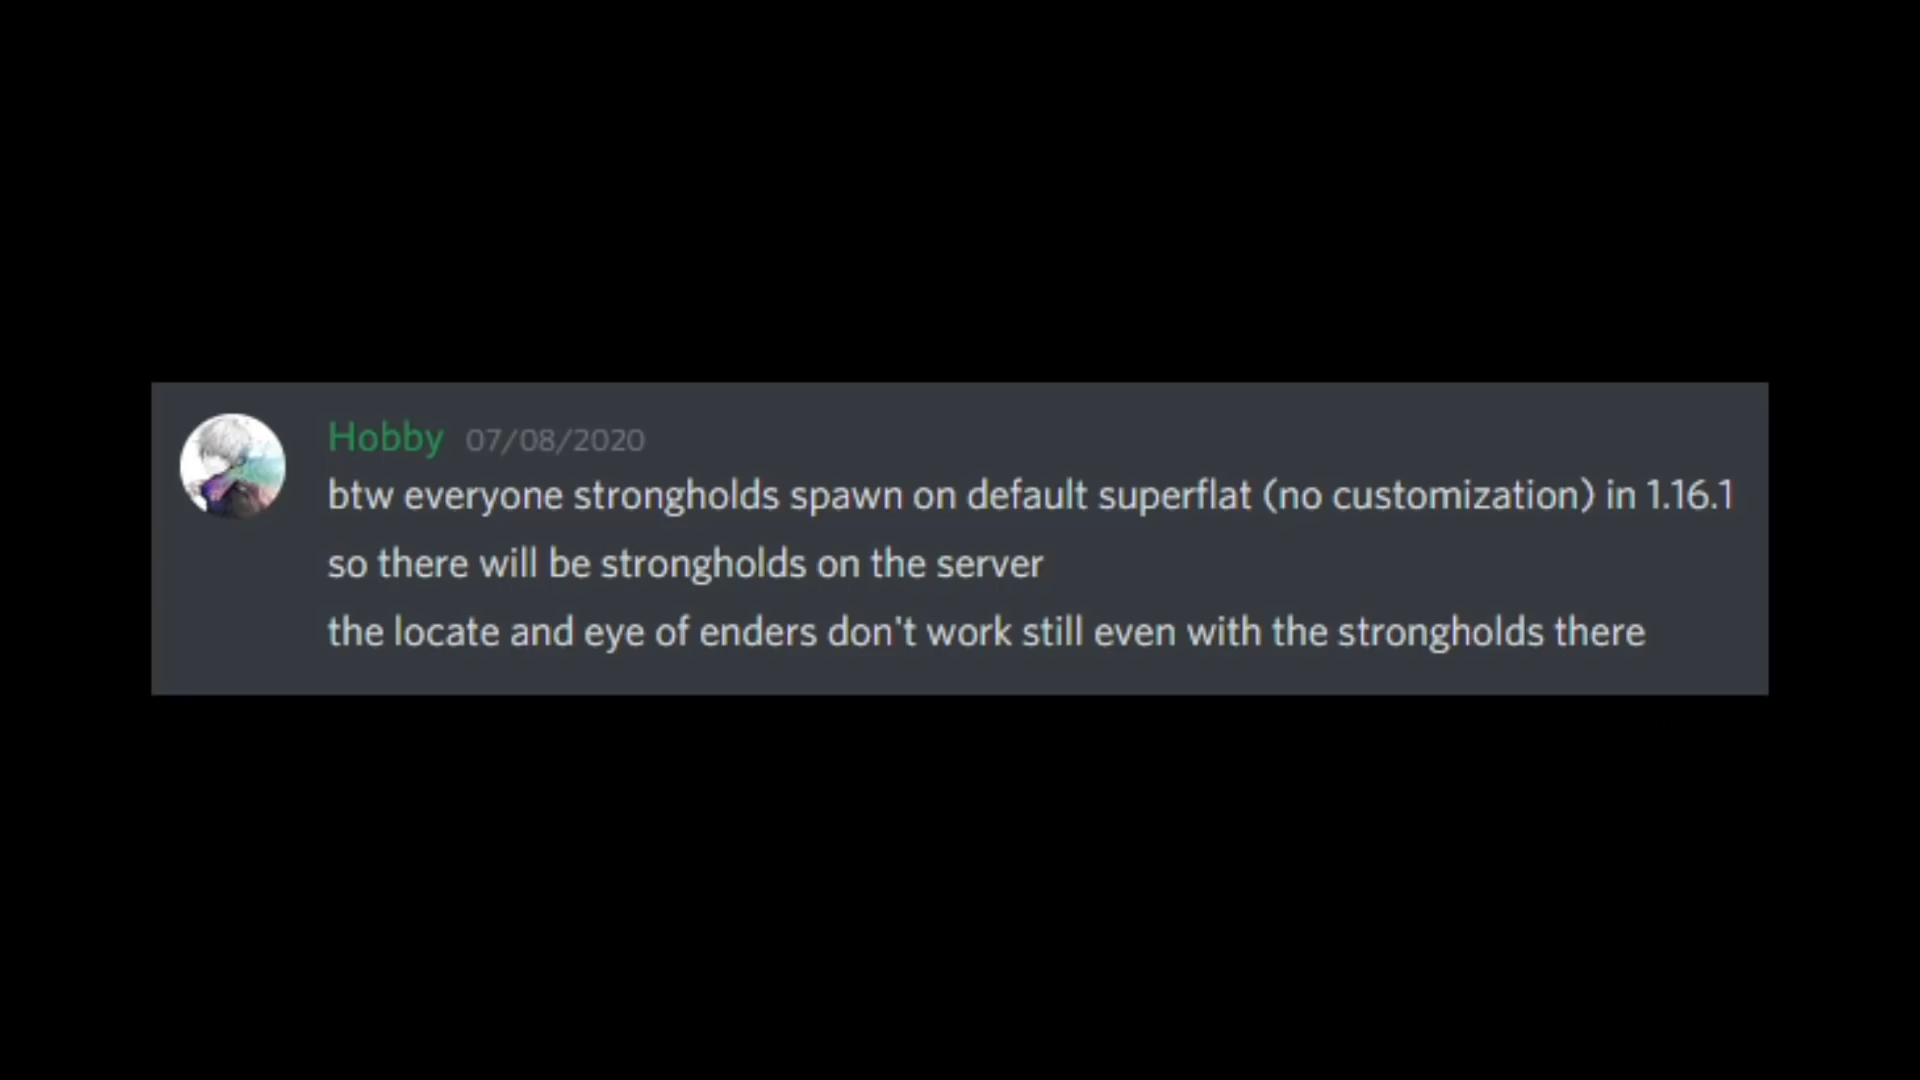 Hobby 07/08/2020
btw everyone strongholds spawn on default superflat (no customization) in 1.16.1
so there will be strongholds on the server
the locate and eye of enders don't work still even with the strongholds there